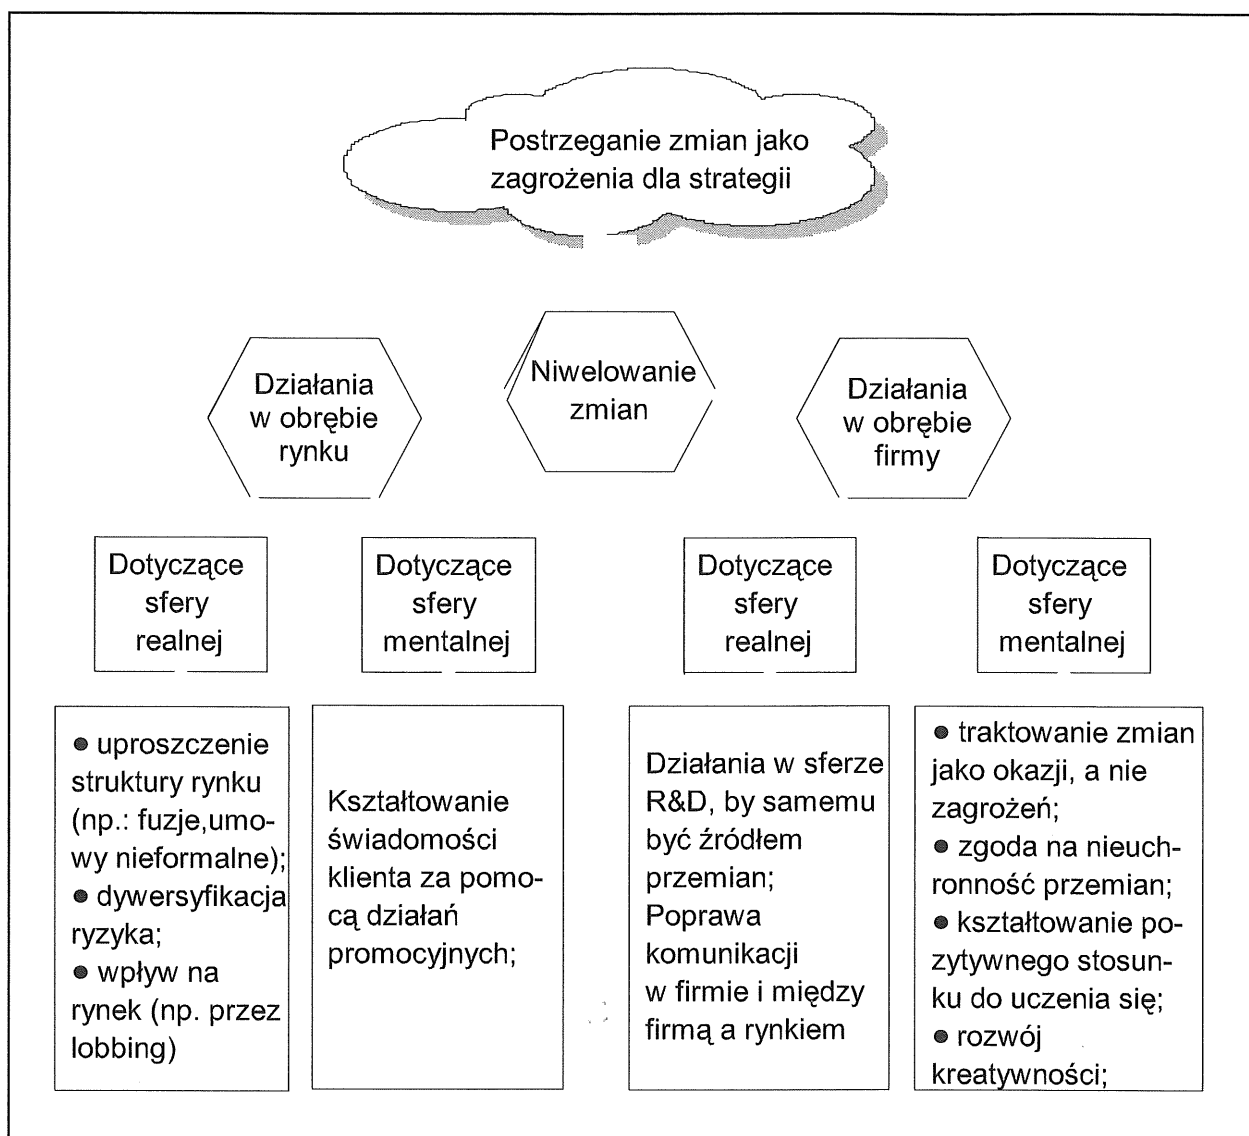 Postrzeganie zmian jako
zagrożenia dla strategii
Działania
w obrębie
rynku
Niwelowanie
zmian
Działania
w obrębie
firmy
Dotyczące
sfery
realnej
Dotyczące
sfery
mentalnej
Dotyczące
sfery
realnej
Dotyczące
sfery
mentalnej
● uproszczenie
struktury rynku
(np.: fuzje,umo-
wy nieformalne);
● dywersyfikacja
ryzyka;
● wpływ na
rynek (np. przez
lobbing)
Kształtowanie
świadomości
klienta za pomo-
cą działań
promocyjnych;
Działania w sferze
R&D, by samemu
być źródłem
przemian;
Poprawa
komunikacji
w firmie i między
firmą a rynkiem
● traktowanie zmian
jako okazji, a nie
zagrożeń;
● zgoda na nieuch-
ronność przemian;
● kształtowanie po-
zytywnego stosun-
ku do uczenia się;
● rozwój
kreatywności;